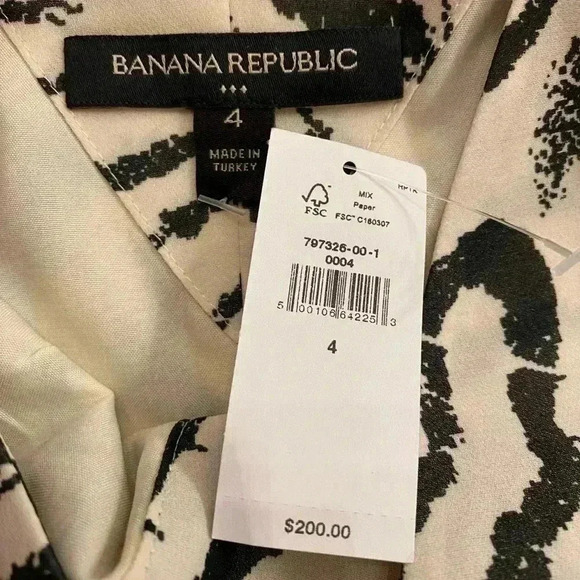 BANANA REPUBLIC
4
MADE IN
TURKEY
FSC
MIX
Paper
FSC™ C160307
797326-00-1
0004
5 00106 64225 3
4
$200.00